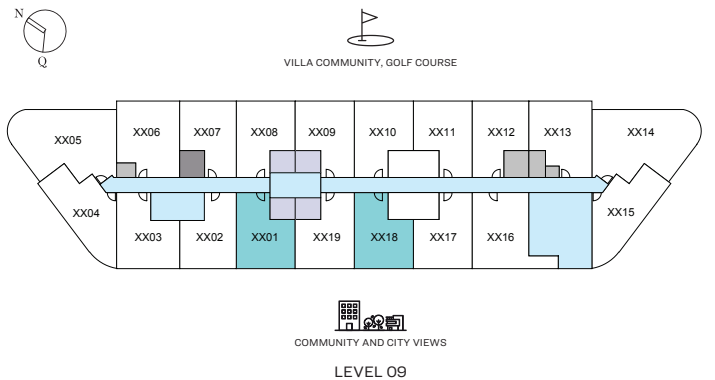 N
Q
VILLA COMMUNITY, GOLF COURSE
XX05
XX06
XX07
XX08
XX09
XX10
XX11
XX12
XX13
XX14
XX04
XX03
XX02
XX01
XX19
XX18
XX17
XX16
XX15
COMMUNITY AND CITY VIEWS
LEVEL 09